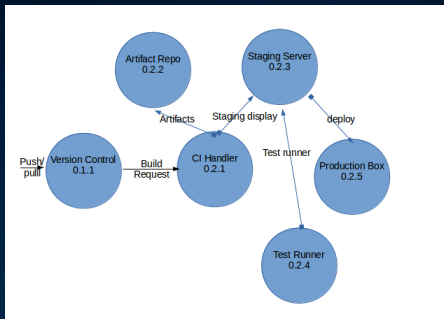 Artifact Repo
0.2.2
Staging Server
0.2.3
Artifacts
Staging display
deploy
Push/
pull
Version Control
0.1.1
Build
Request
CI Handler
0.2.1
Test runner
Production Box
0.2.5
Test Runner
0.2.4